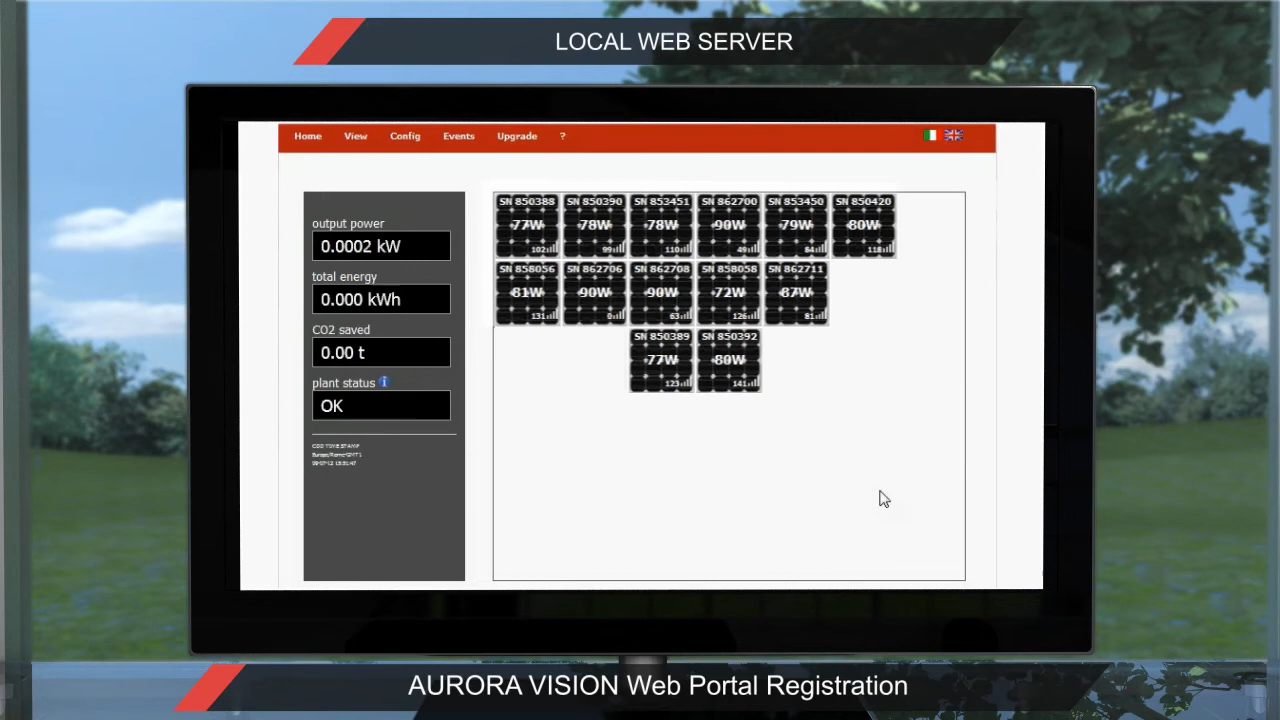 LOCAL WEB SERVER
Home View Config Events Upgrade ?
output power
0.0002 kW
total energy
0.000 kWh
CO2 saved
0.00 t
plant status
OK
SN 850388 SN 850390 SN 853451 SN 862700 SN 853450 SN 850420
77W 78W 78W 90W 79W 80W
102 99 110 49 84 118
SN 858056 SN 862706 SN 862708 SN 858058 SN 862711
81W 90W 90W 72W 87W
131 0 63 126 81
SN 850389 SN 850392
77W 80W
123 141
AURORA VISION Web Portal Registration